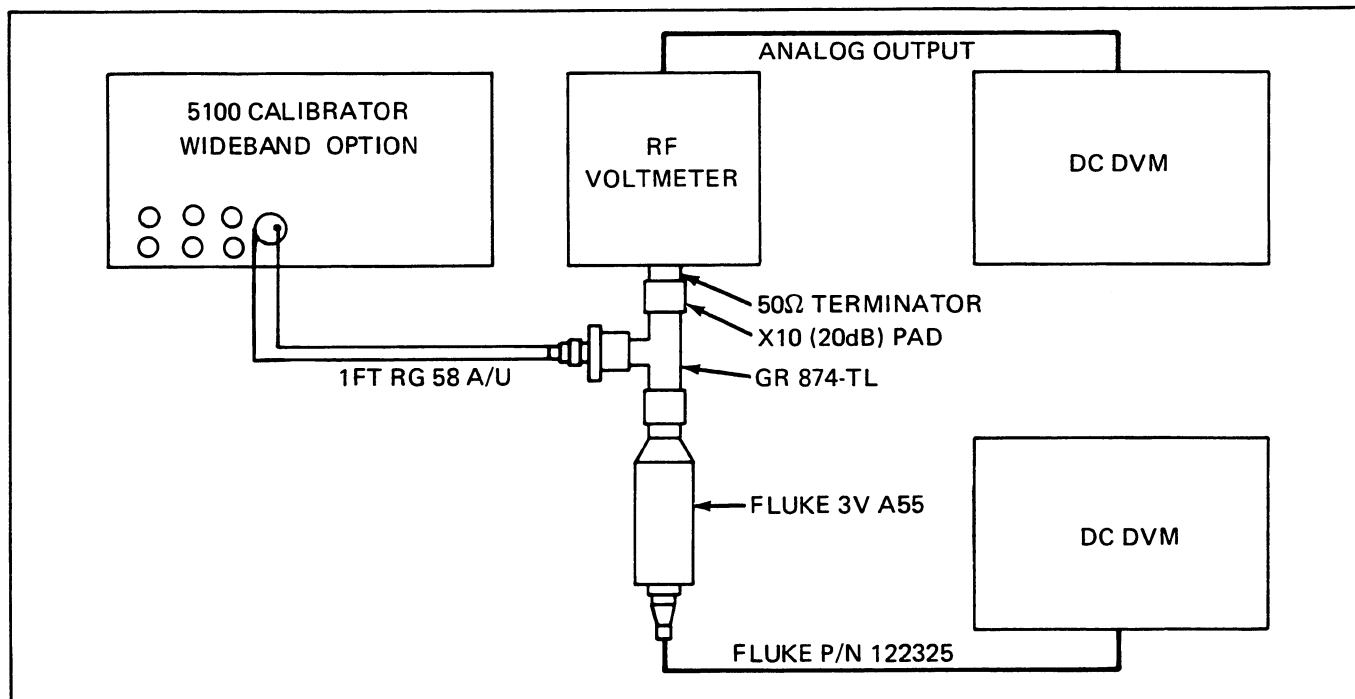 ANALOG OUTPUT
5100 CALIBRATOR
WIDEBAND OPTION
RF
VOLTMETER
DC DVM
50Ω TERMINATOR
X10 (20dB) PAD
GR 874-TL
1FT RG 58 A/U
FLUKE 3V A55
DC DVM
FLUKE P/N 122325